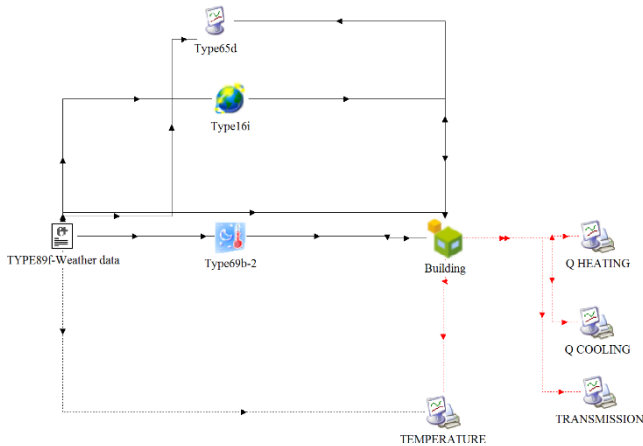 Type65d
Type16i
TYPE89f-Weather data
Type69b-2
Building
Q HEATING
Q COOLING
TRANSMISSION
TEMPERATURE